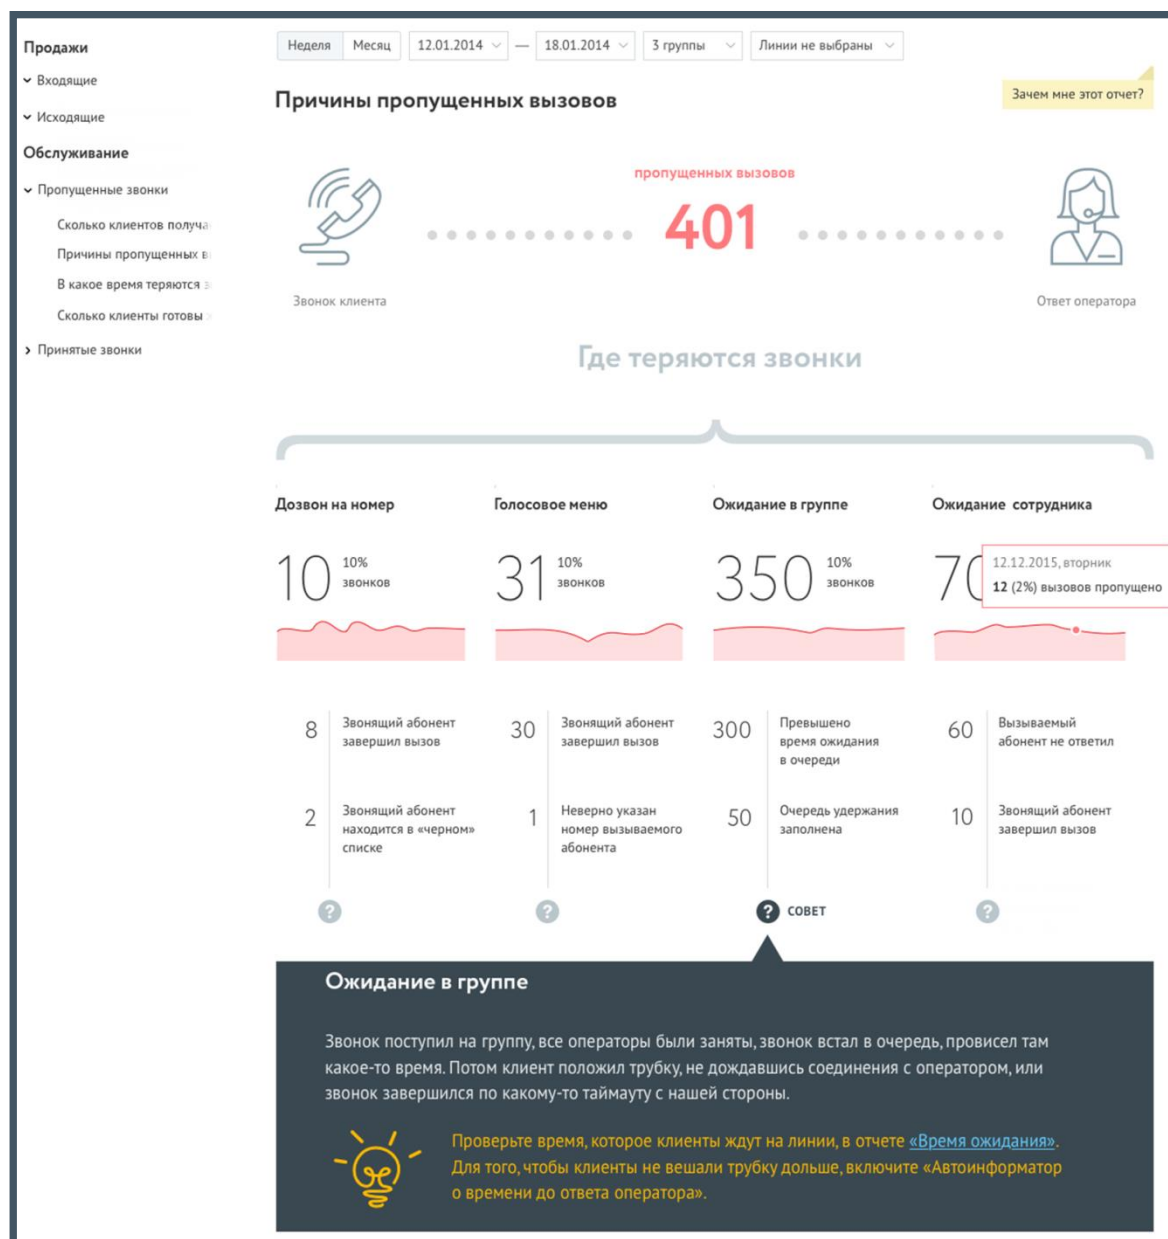 Продажи
Входящие
Исходящие
Обслуживание
Пропущенные звонки
Сколько клиентов получа
Причины пропущенных в
В какое время теряются з
Сколько клиенты готовы
Принятые звонки
Неделя Месяц 12.01.2014 — 18.01.2014 3 группы Линии не выбраны
Причины пропущенных вызовов
Зачем мне этот отчет?
пропущенных вызовов
401
Звонок клиента
Ответ оператора
Где теряются звонки
Дозвон на номер
10 10%
звонков
8 Звонящий абонент
завершил вызов
2 Звонящий абонент
находится в «черном»
списке
?
Голосовое меню
31 10%
звонков
30 Звонящий абонент
завершил вызов
1 Неверно указан
номер вызываемого
абонента
?
Ожидание в группе
350 10%
звонков
300 Превышено
время ожидания
в очереди
50 Очередь удержания
заполнена
? СОВЕТ
Ожидание сотрудника
70
12.12.2015, вторник
12 (2%) вызовов пропущено
60 Вызываемый
абонент не ответил
10 Звонящий абонент
завершил вызов
?
Ожидание в группе
Звонок поступил на группу, все операторы были заняты, звонок встал в очередь, провисел там
какое-то время. Потом клиент положил трубку, не дождавшись соединения с оператором, или
звонок завершился по какому-то таймауту с нашей стороны.
Проверьте время, которое клиенты ждут на линии, в отчете «Время ожидания».
Для того, чтобы клиенты не вешали трубку дольше, включите «Автоинформатор
о времени до ответа оператора».